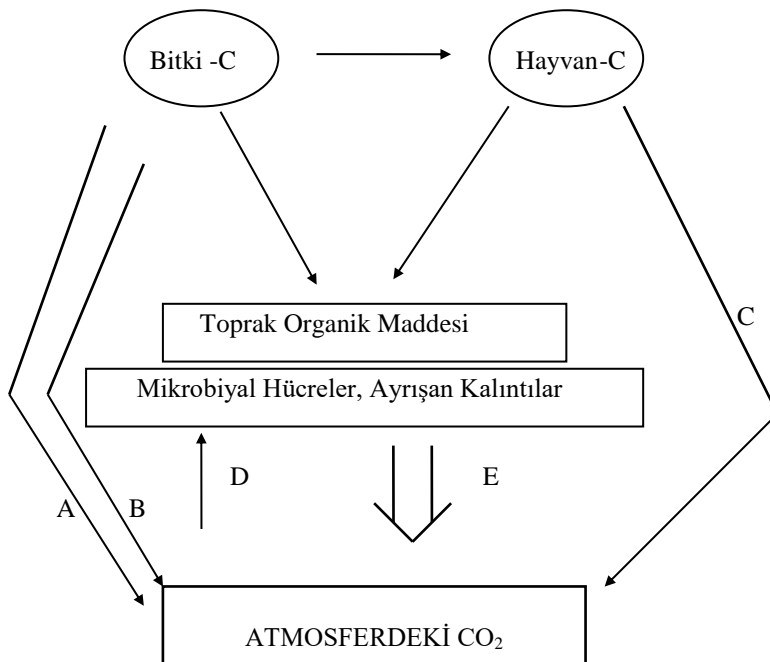 Bitki -C
Hayvan-C
Toprak Organik Maddesi
C
Mikrobiyal Hücreler, Ayrışan Kalıntılar
D
E
A
B
ATMOSFERDEKİ CO₂